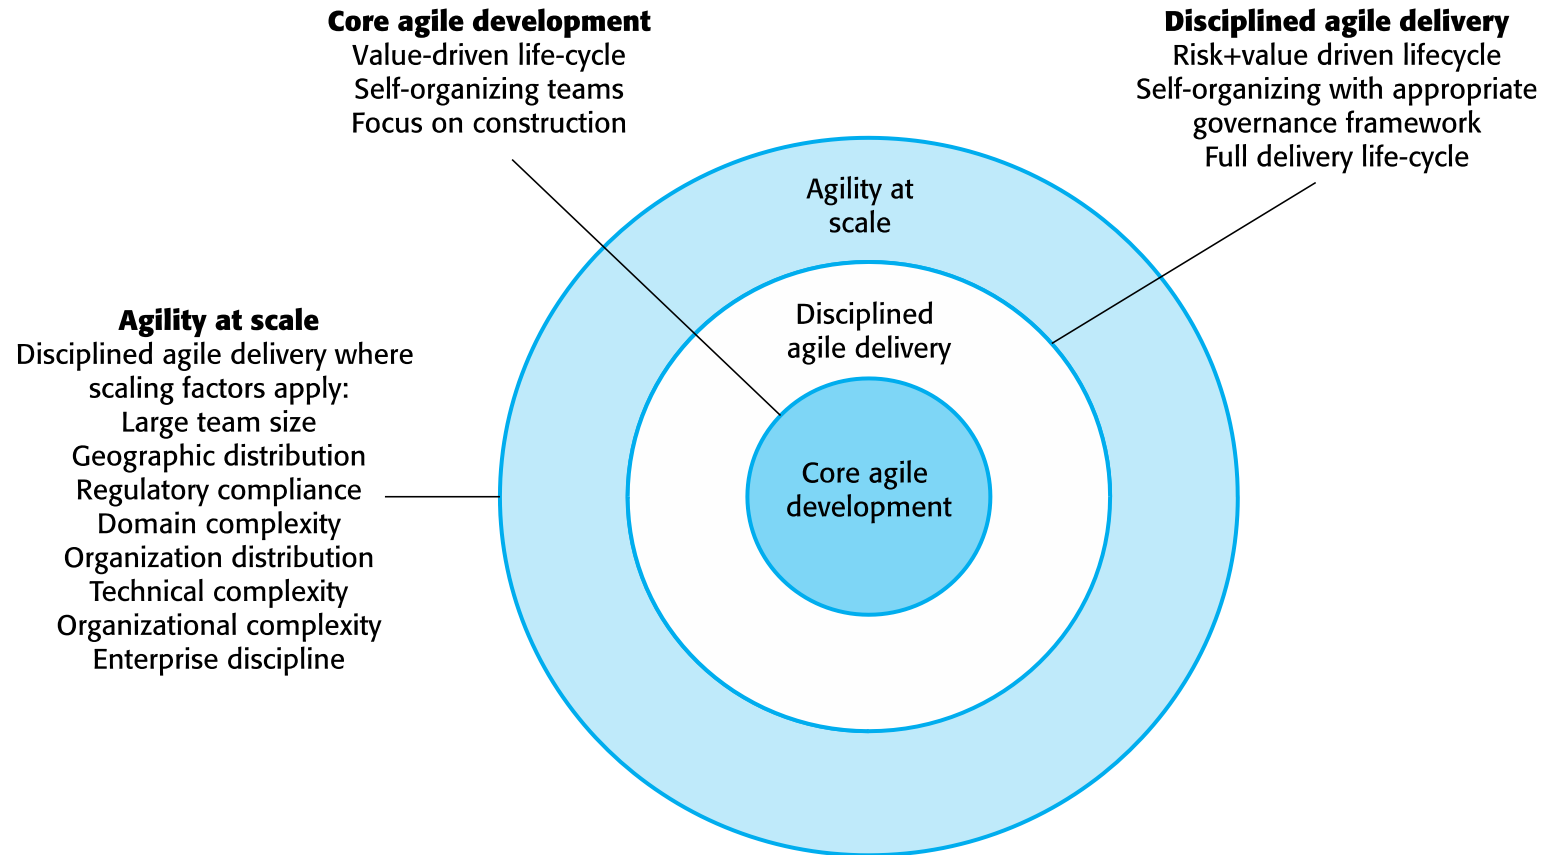 Core agile development
Value-driven life-cycle
Self-organizing teams
Focus on construction
Disciplined agile delivery
Risk+value driven lifecycle
Self-organizing with appropriate
governance framework
Full delivery life-cycle
Agility at scale
Disciplined agile delivery where
scaling factors apply:
Large team size
Geographic distribution
Regulatory compliance
Domain complexity
Organization distribution
Technical complexity
Organizational complexity
Enterprise discipline
Agility at
scale
Disciplined
agile delivery
Core agile
development